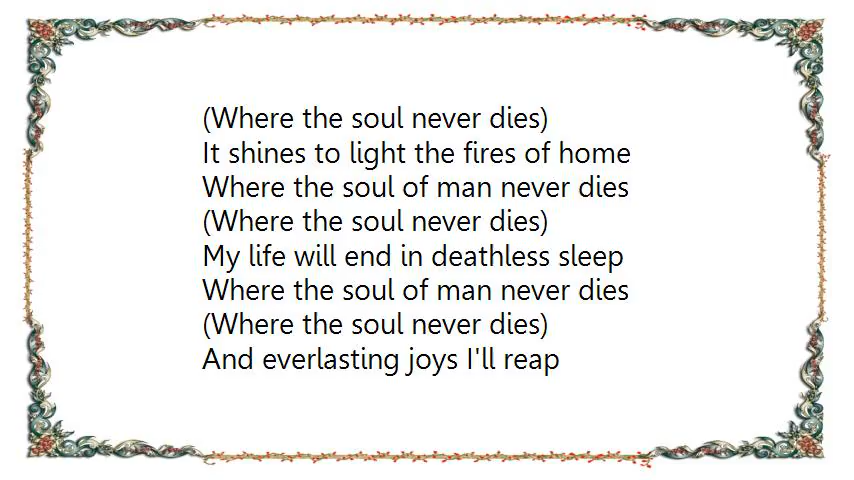 (Where the soul never dies)
It shines to light the fires of home
Where the soul of man never dies
(Where the soul never dies)
My life will end in deathless sleep
Where the soul of man never dies
(Where the soul never dies)
And everlasting joys I'll reap